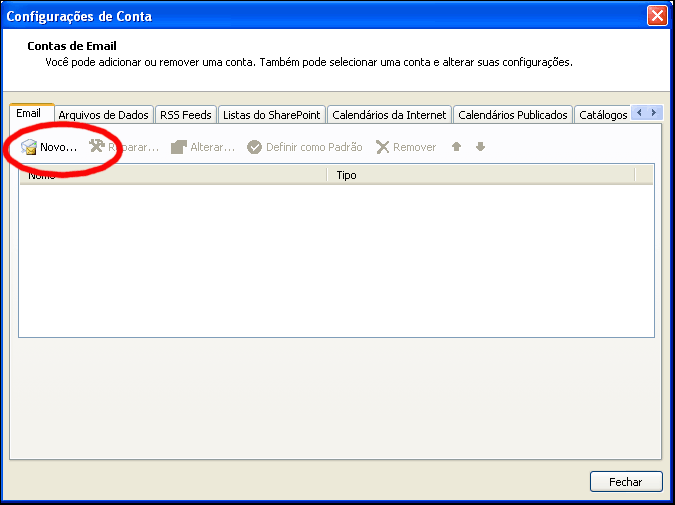 Configurações de Conta
Contas de Email
Você pode adicionar ou remover uma conta. Também pode selecionar uma conta e alterar suas configurações.
Email Arquivos de Dados RSS Feeds Listas do SharePoint Calendários da Internet Calendários Publicados Catálogos
Novo... Reparar... Alterar... Definir como Padrão Remover
Nome Tipo
Fechar